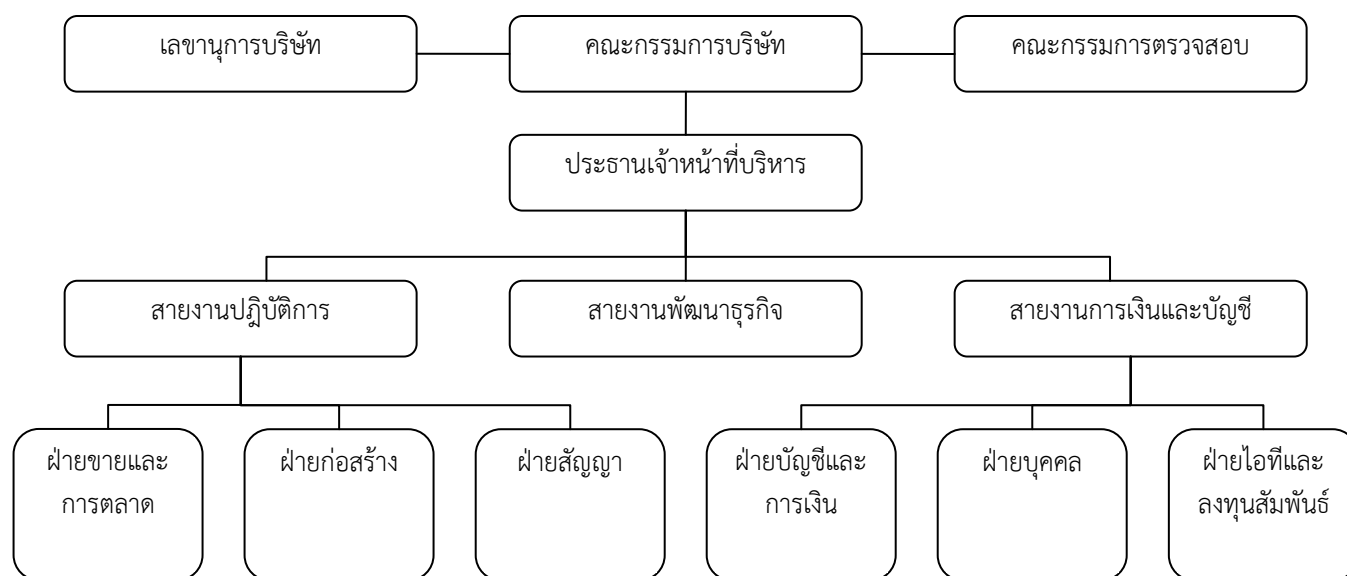 เลขานุการบริษัท
คณะกรรมการบริษัท
คณะกรรมการตรวจสอบ
ประธานเจ้าหน้าที่บริหาร
สายงานปฎิบัติการ
สายงานพัฒนาธุรกิจ
สายงานการเงินและบัญชี
ฝ่ายขายและ
การตลาด
ฝ่ายก่อสร้าง
ฝ่ายสัญญา
ฝ่ายบัญชีและ
การเงิน
ฝ่ายบุคคล
ฝ่ายไอทีและ
ลงทุนสัมพันธ์